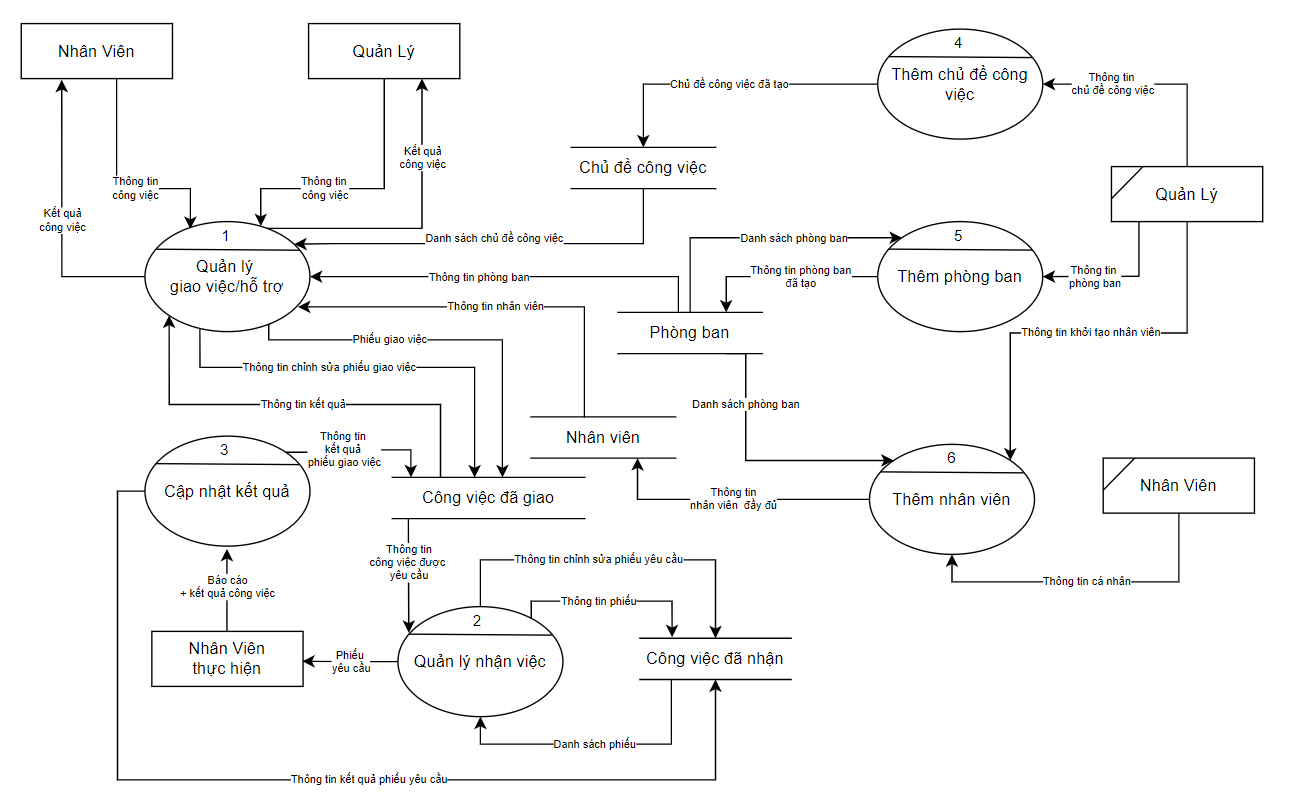 Nhân Viên
Quản Lý
4
Thêm chủ đề công
việc
Thông tin
chủ đề công việc
Chủ đề công việc đã tạo
Kết quả
công việc
Chủ đề công việc
Quản Lý
Thông tin
công việc
Thông tin
công việc
Kết quả
công việc
1
Quản lý
giao việc/hỗ trợ
Danh sách chủ đề công việc
Danh sách phòng ban
5
Thêm phòng ban
Thông tin phòng ban
Thông tin phòng ban
đã tạo
Thông tin
phòng ban
Thông tin nhân viên
Phòng ban
Thông tin khởi tạo nhân viên
Phiếu giao việc
Thông tin chỉnh sửa phiếu giao việc
Thông tin kết quả
Danh sách phòng ban
Nhân viên
3
Cập nhật kết quả
Thông tin
kết quả
phiếu giao việc
6
Thêm nhân viên
Nhân Viên
Công việc đã giao
Thông tin
nhân viên đầy đủ
Thông tin
công việc được
yêu cầu
Thông tin chỉnh sửa phiếu yêu cầu
Báo cáo
+ kết quả công việc
Thông tin cá nhân
Thông tin phiếu
2
Quản lý nhận việc
Nhân Viên
thực hiện
Phiếu
yêu cầu
Công việc đã nhận
Danh sách phiếu
Thông tin kết quả phiếu yêu cầu